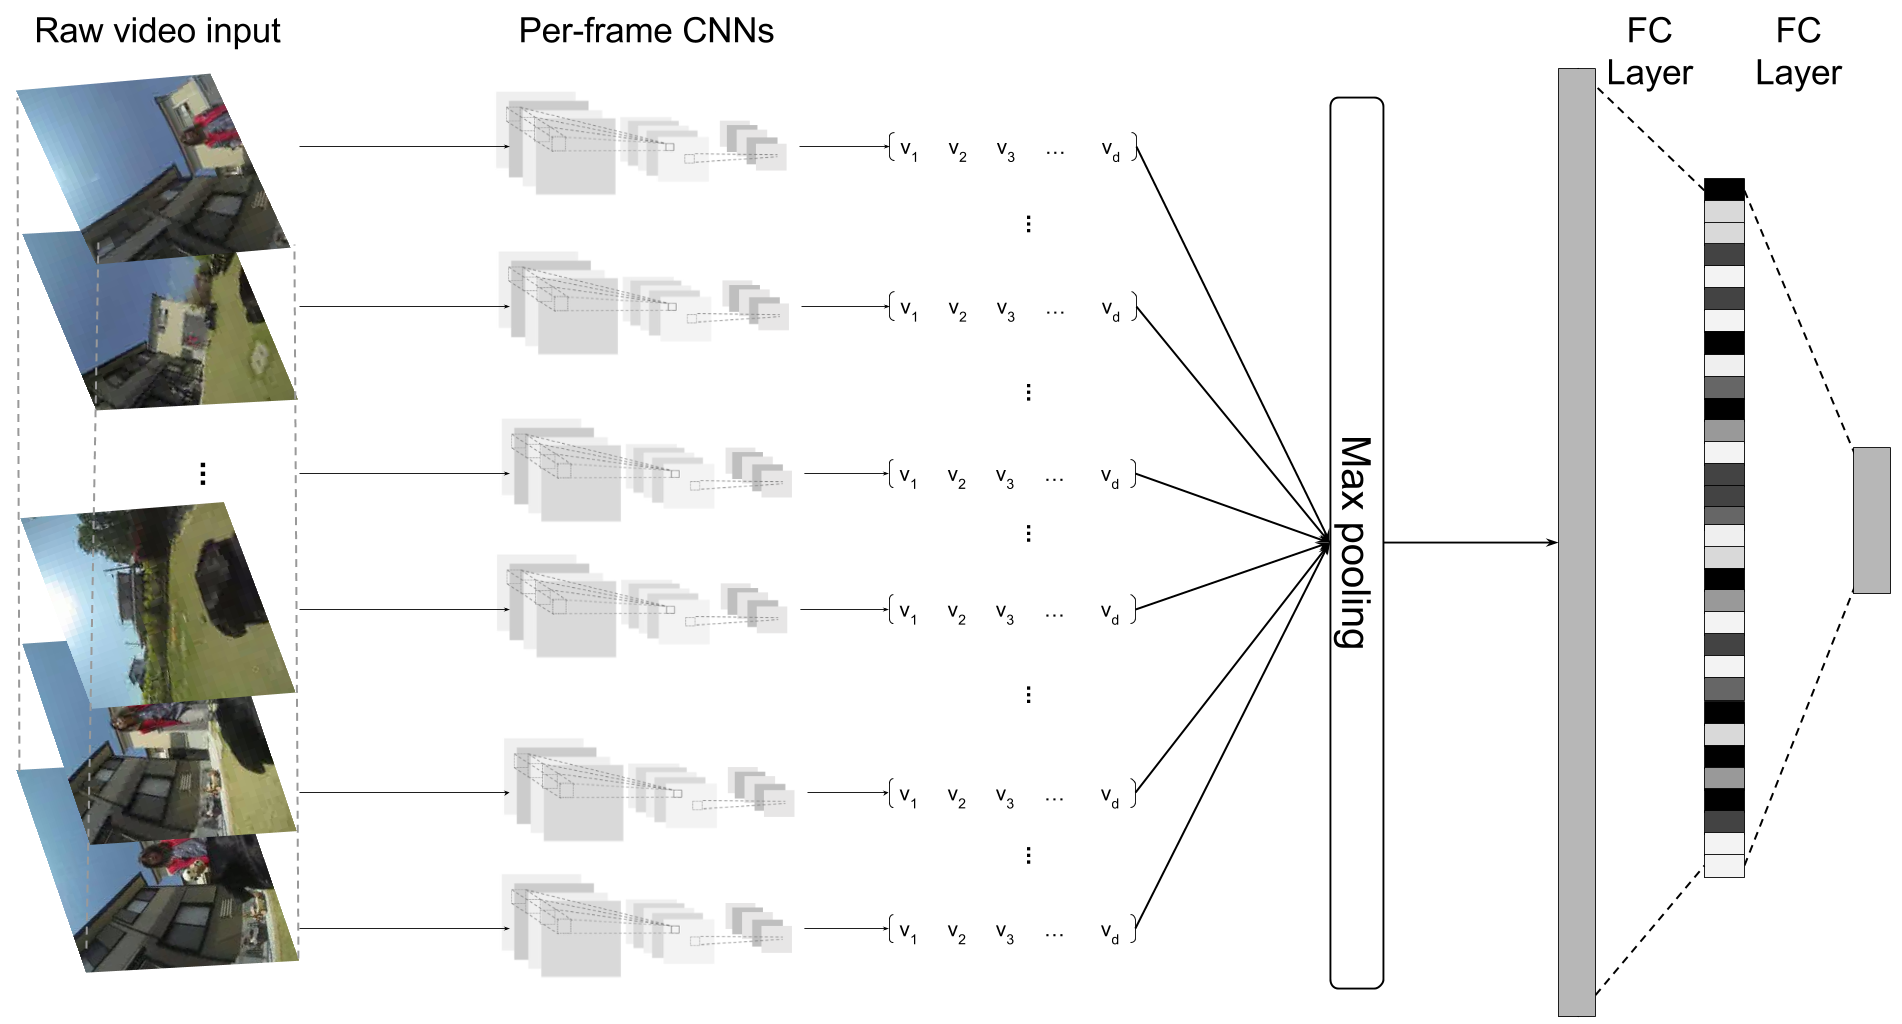 Raw video input
Per-frame CNNs
FC
Layer
FC
Layer
v1 v2 v3 ... vd
...
v1 v2 v3 ... vd
...
...
v1 v2 v3 ... vd
...
v1 v2 v3 ... vd
...
v1 v2 v3 ... vd
...
v1 v2 v3 ... vd
Max pooling